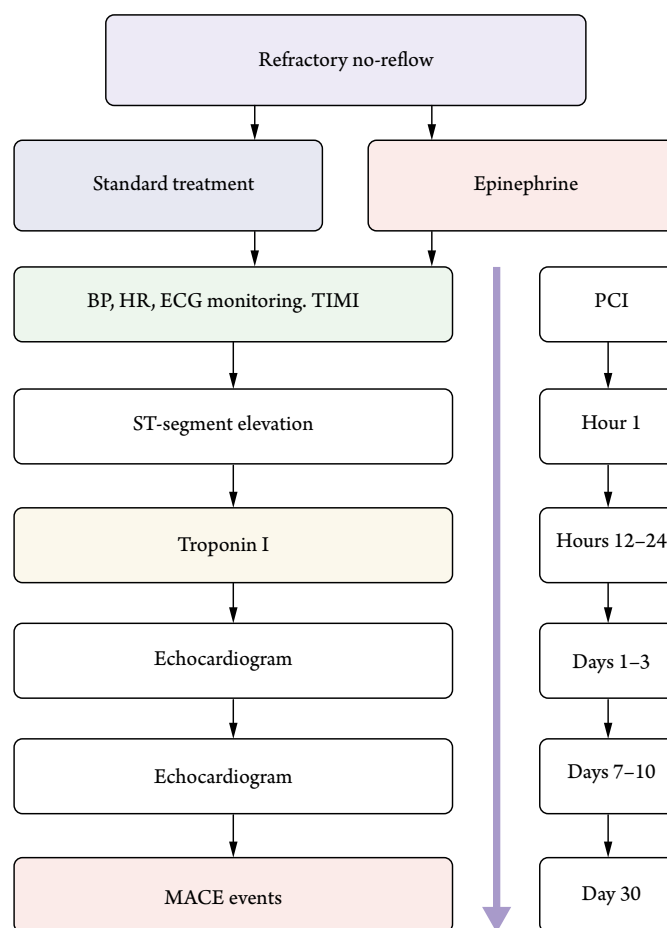 Refractory no-reflow
Standard treatment
Epinephrine
BP, HR, ECG monitoring. TIMI
PCI
ST-segment elevation
Hour 1
Troponin I
Hours 12–24
Echocardiogram
Days 1–3
Echocardiogram
Days 7–10
MACE events
Day 30